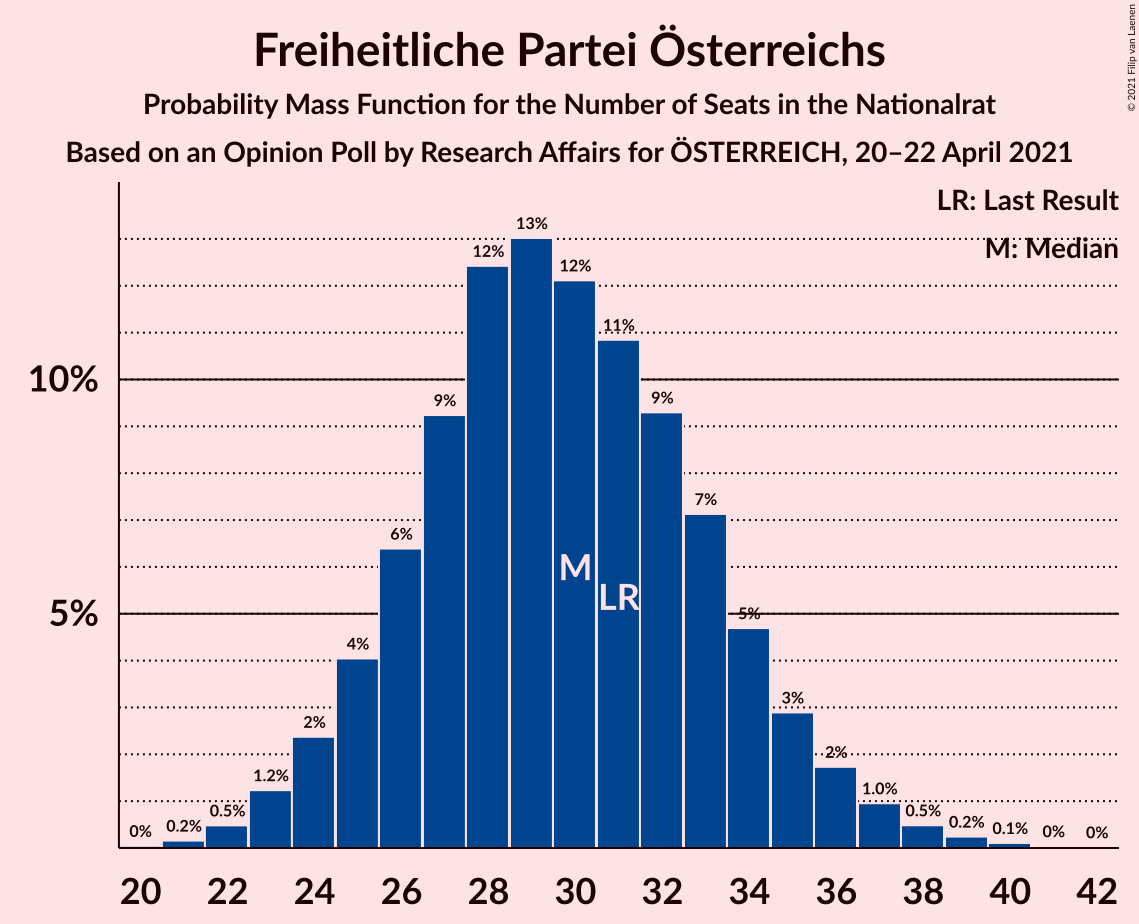 Freiheitliche Partei Österreichs
Probability Mass Function for the Number of Seats in the Nationalrat
Based on an Opinion Poll by Research Affairs for ÖSTERREICH, 20–22 April 2021
© 2021 Filip van Laenen
LR: Last Result
M: Median
10%
5%
0%
0.2%
0.5%
1.2%
2%
4%
6%
9%
12%
13%
12%
11%
9%
7%
5%
3%
2%
1.0%
0.5%
0.2%
0.1%
0%
0%
M
LR
20 22 24 26 28 30 32 34 36 38 40 42